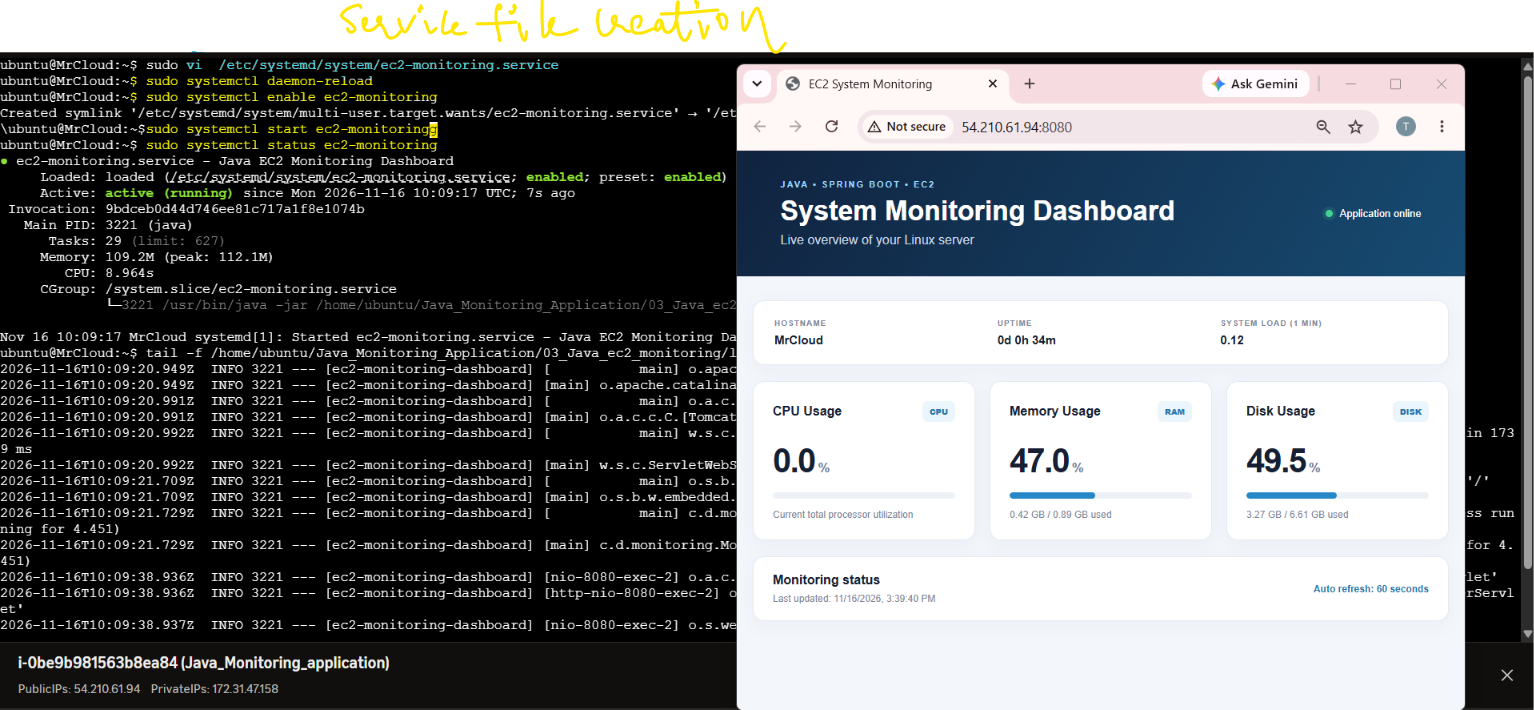 Service file creation
ubuntu@MrCloud:~$ sudo vi  /etc/systemd/system/ec2-monitoring.service
ubuntu@MrCloud:~$ sudo systemctl daemon-reload
ubuntu@MrCloud:~$ sudo systemctl enable ec2-monitoring
Created symlink '/etc/systemd/system/multi-user.target.wants/ec2-monitoring.service' → '/et
\ubuntu@MrCloud:~$sudo systemctl start ec2-monitoringg
ubuntu@MrCloud:~$ sudo systemctl status ec2-monitoring
● ec2-monitoring.service - Java EC2 Monitoring Dashboard
Loaded: loaded (/etc/systemd/system/ec2-monitoring.service; enabled; preset: enabled)
Active: active (running) since Mon 2026-11-16 10:09:17 UTC; 7s ago
Invocation: 9bdceb0d44d746ee81c717a1f8e1074b
Main PID: 3221 (java)
Tasks: 29 (limit: 627)
Memory: 109.2M (peak: 112.1M)
CPU: 8.964s
CGroup: /system.slice/ec2-monitoring.service
└─3221 /usr/bin/java -jar /home/ubuntu/Java_Monitoring_Application/03_Java_ec2
Nov 16 10:09:17 MrCloud systemd[1]: Started ec2-monitoring.service - Java EC2 Monitoring Da
ubuntu@MrCloud:~$ tail -f /home/ubuntu/Java_Monitoring_Application/03_Java_ec2_monitoring/l
2026-11-16T10:09:20.949Z  INFO 3221 --- [ec2-monitoring-dashboard] [           main] o.apac
2026-11-16T10:09:20.949Z  INFO 3221 --- [ec2-monitoring-dashboard] [main] o.apache.catalina
2026-11-16T10:09:20.991Z  INFO 3221 --- [ec2-monitoring-dashboard] [           main] o.a.c.
2026-11-16T10:09:20.991Z  INFO 3221 --- [ec2-monitoring-dashboard] [main] o.a.c.c.C.[Tomcat
2026-11-16T10:09:20.992Z  INFO 3221 --- [ec2-monitoring-dashboard] [           main] w.s.c. in 173
9 ms
2026-11-16T10:09:20.992Z  INFO 3221 --- [ec2-monitoring-dashboard] [main] w.s.c.ServletWebS
2026-11-16T10:09:21.709Z  INFO 3221 --- [ec2-monitoring-dashboard] [           main] o.s.b. '/'
2026-11-16T10:09:21.709Z  INFO 3221 --- [ec2-monitoring-dashboard] [main] o.s.b.w.embedded.
2026-11-16T10:09:21.729Z  INFO 3221 --- [ec2-monitoring-dashboard] [           main] c.d.mo ss run
ning for 4.451)
2026-11-16T10:09:21.729Z  INFO 3221 --- [ec2-monitoring-dashboard] [main] c.d.monitoring.Mo for 4.
451)
2026-11-16T10:09:38.936Z  INFO 3221 --- [ec2-monitoring-dashboard] [nio-8080-exec-2] o.a.c. let'
2026-11-16T10:09:38.936Z  INFO 3221 --- [ec2-monitoring-dashboard] [http-nio-8080-exec-2] o rServl
et'
2026-11-16T10:09:38.937Z  INFO 3221 --- [ec2-monitoring-dashboard] [nio-8080-exec-2] o.s.we
i-0be9b981563b8ea84 (Java_Monitoring_application)
PublicIPs: 54.210.61.94 PrivateIPs: 172.31.47.158
EC2 System Monitoring
Ask Gemini
Not secure 54.210.61.94:8080
T
JAVA • SPRING BOOT • EC2
System Monitoring Dashboard
Application online
Live overview of your Linux server
HOSTNAME UPTIME SYSTEM LOAD (1 MIN)
MrCloud 0d 0h 34m 0.12
CPU Usage CPU
0.0 %
Current total processor utilization
Memory Usage RAM
47.0 %
0.42 GB / 0.89 GB used
Disk Usage DISK
49.5 %
3.27 GB / 6.61 GB used
Monitoring status
Last updated: 11/16/2026, 3:39:40 PM
Auto refresh: 60 seconds